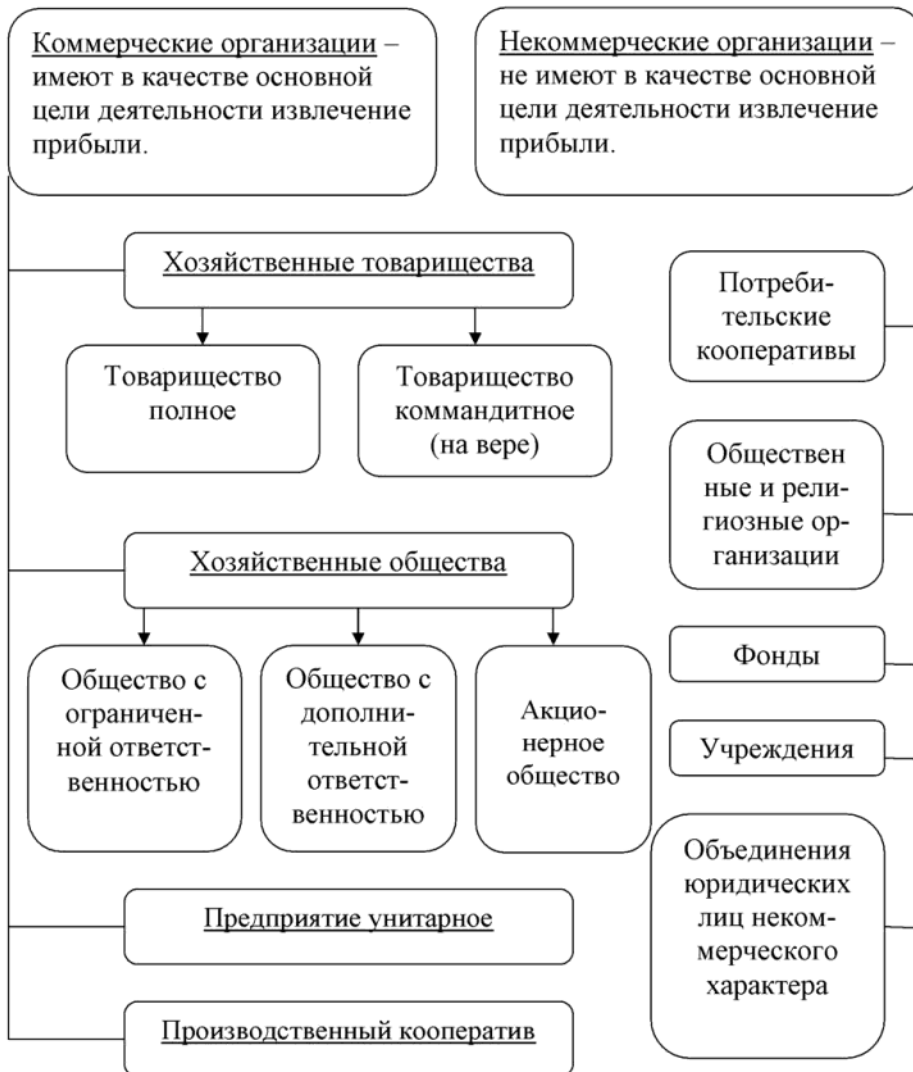 Коммерческие организации –
имеют в качестве основной
цели деятельности извлечение
прибыли.
Некоммерческие организации –
не имеют в качестве основной
цели деятельности извлечение
прибыли.
Хозяйственные товарищества
Товарищество
полное
Товарищество
коммандитное
(на вере)
Хозяйственные общества
Общество с
ограничен-
ной ответст-
венностью
Общество с
дополни-
тельной
ответст-
венностью
Акцио-
нерное
общество
Предприятие унитарное
Производственный кооператив
Потреби-
тельские
кооперативы
Обществен
ные и рели-
гиозные ор-
ганизации
Фонды
Учреждения
Объединения
юридических
лиц неком-
мерческого
характера